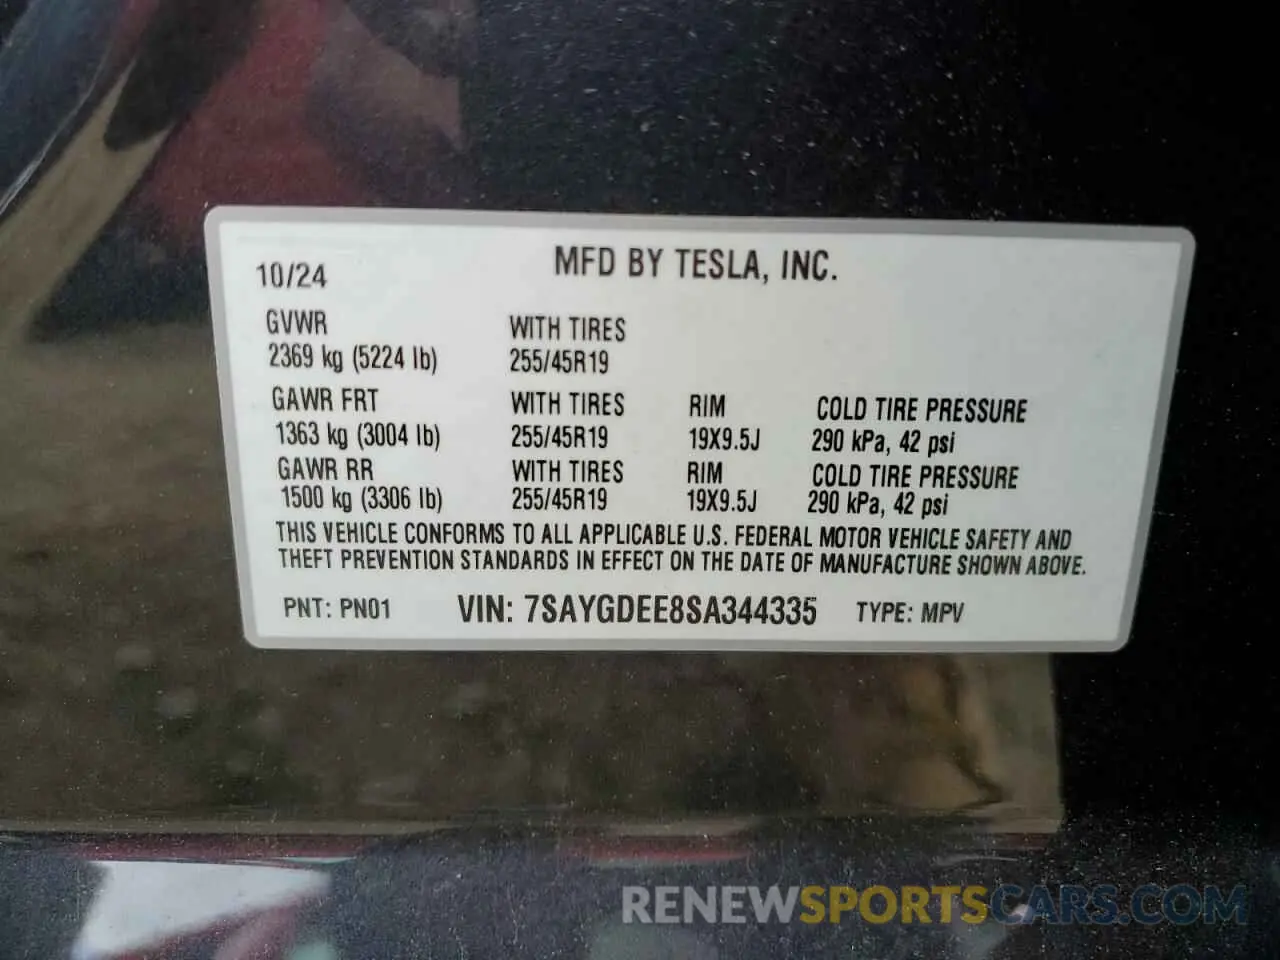 MFD BY TESLA, INC.
10/24
GVWR WITH TIRES
2369 kg (5224 lb) 255/45R19
GAWR FRT WITH TIRES RIM COLD TIRE PRESSURE
1363 kg (3004 lb) 255/45R19 19X9.5J 290 kPa, 42 psi
GAWR RR WITH TIRES RIM COLD TIRE PRESSURE
1500 kg (3306 lb) 255/45R19 19X9.5J 290 kPa, 42 psi
THIS VEHICLE CONFORMS TO ALL APPLICABLE U.S. FEDERAL MOTOR VEHICLE SAFETY AND
THEFT PREVENTION STANDARDS IN EFFECT ON THE DATE OF MANUFACTURE SHOWN ABOVE.
PNT: PN01 VIN: 7SAYGDEE8SA344335 TYPE: MPV
RENEWSPORTSCARS.COM